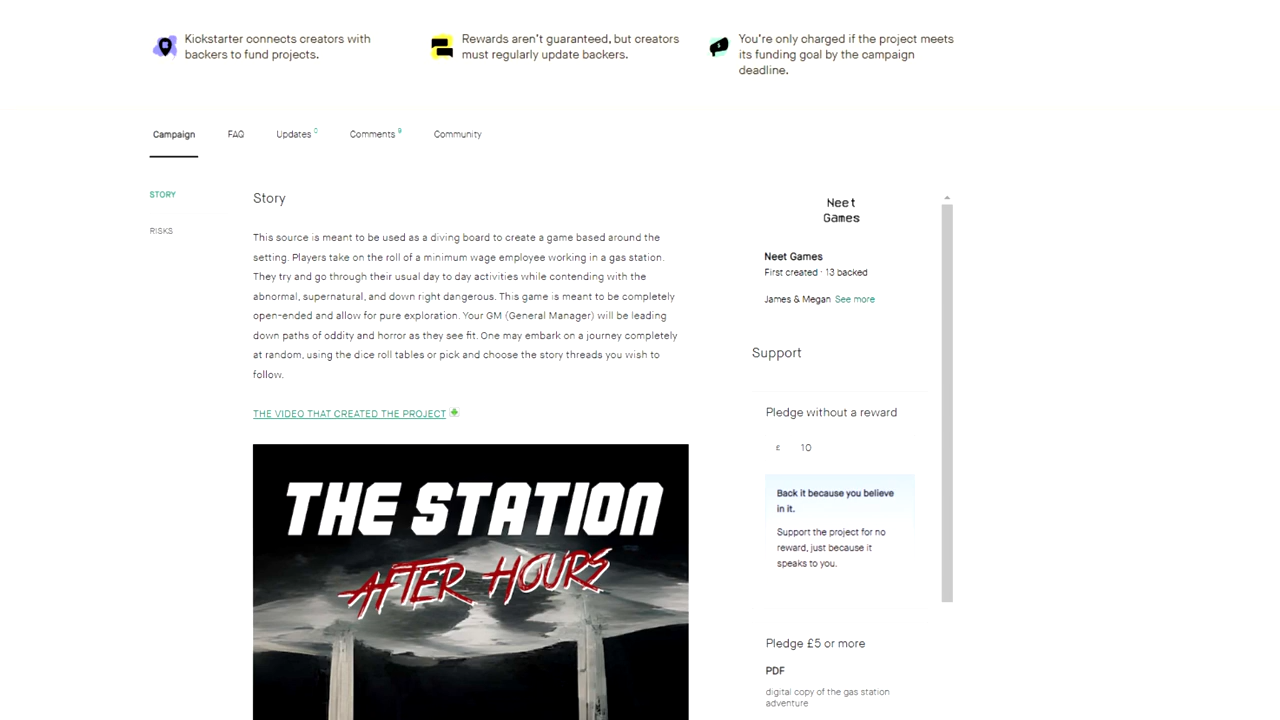 Kickstarter connects creators with
backers to fund projects.
Rewards aren't guaranteed, but creators
must regularly update backers.
You're only charged if the project meets
its funding goal by the campaign
deadline.
Campaign
FAQ
Updates 0
Comments 9
Community
STORY
RISKS
Story
This source is meant to be used as a diving board to create a game based around the
setting. Players take on the roll of a minimum wage employee working in a gas station.
They try and go through their usual day to day activities while contending with the
abnormal, supernatural, and down right dangerous. This game is meant to be completely
open-ended and allow for pure exploration. Your GM (General Manager) will be leading
down paths of oddity and horror as they see fit. One may embark on a journey completely
at random, using the dice roll tables or pick and choose the story threads you wish to
follow.
THE VIDEO THAT CREATED THE PROJECT
THE STATION
AFTER HOURS
Neet
Games
Neet Games
First created · 13 backed
James & Megan See more
Support
Pledge without a reward
£ 10
Back it because you believe
in it.
Support the project for no
reward, just because it
speaks to you.
Pledge £5 or more
PDF
digital copy of the gas station
adventure